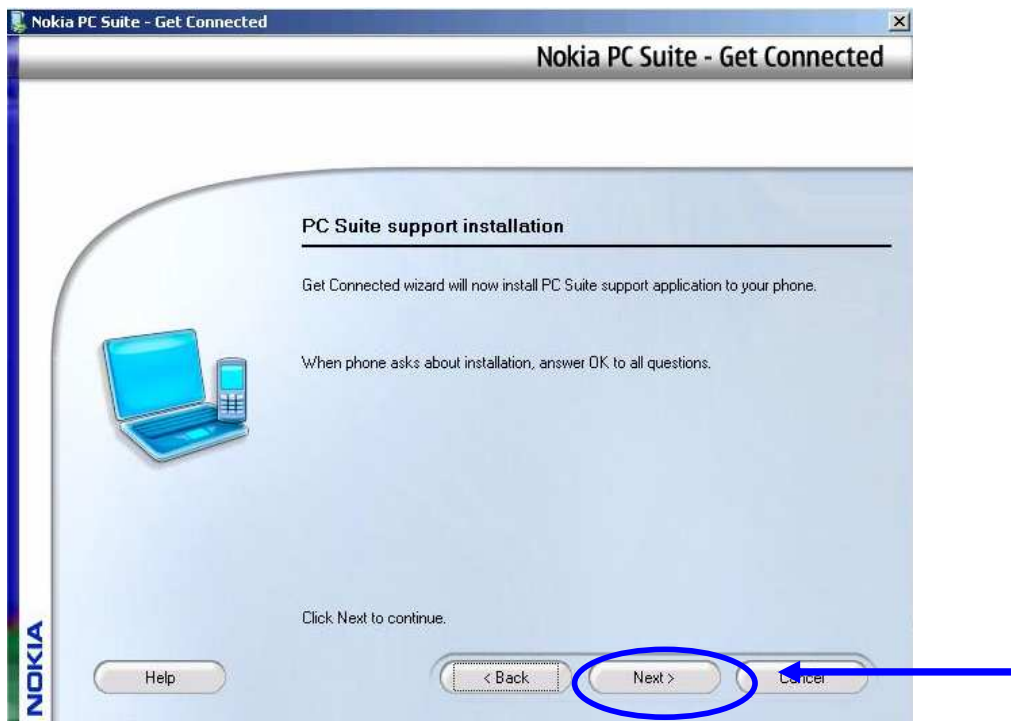 Nokia PC Suite - Get Connected
Nokia PC Suite - Get Connected
PC Suite support installation
Get Connected wizard will now install PC Suite support application to your phone.
When phone asks about installation, answer OK to all questions.
Click Next to continue.
NOKIA
Help
< Back
Next >
Cancel